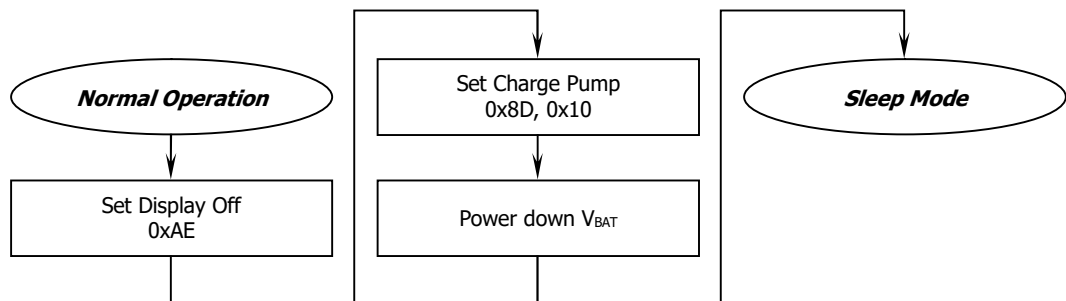 Normal Operation
Set Display Off
0xAE
Set Charge Pump
0x8D, 0x10
Power down VBAT
Sleep Mode